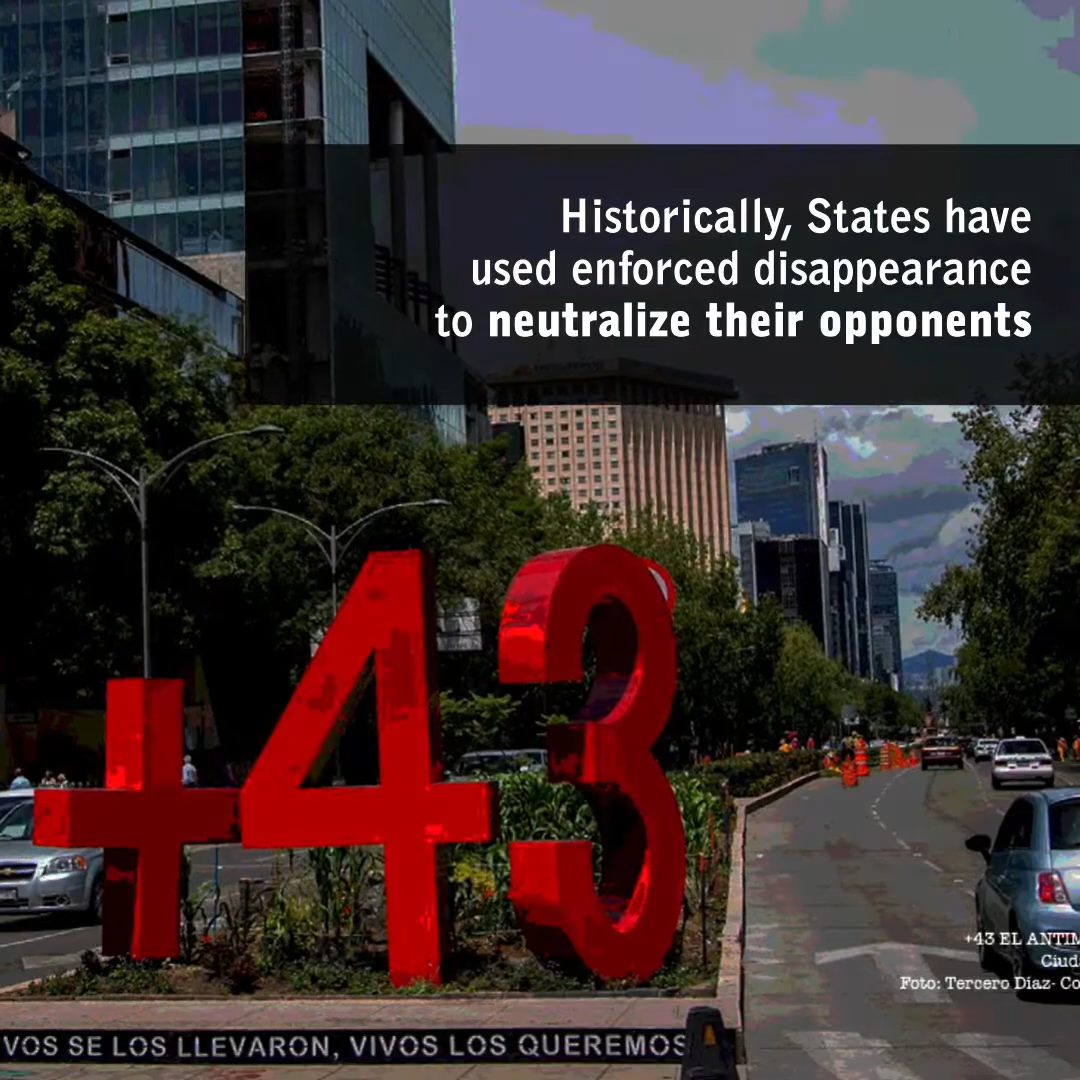 Historically, States have
used enforced disappearance
to neutralize their opponents
+43
+43 EL
Foto: Tercero Diaz-
VOS SE LOS LLEVARON, VIVOS LOS QUEREMOS